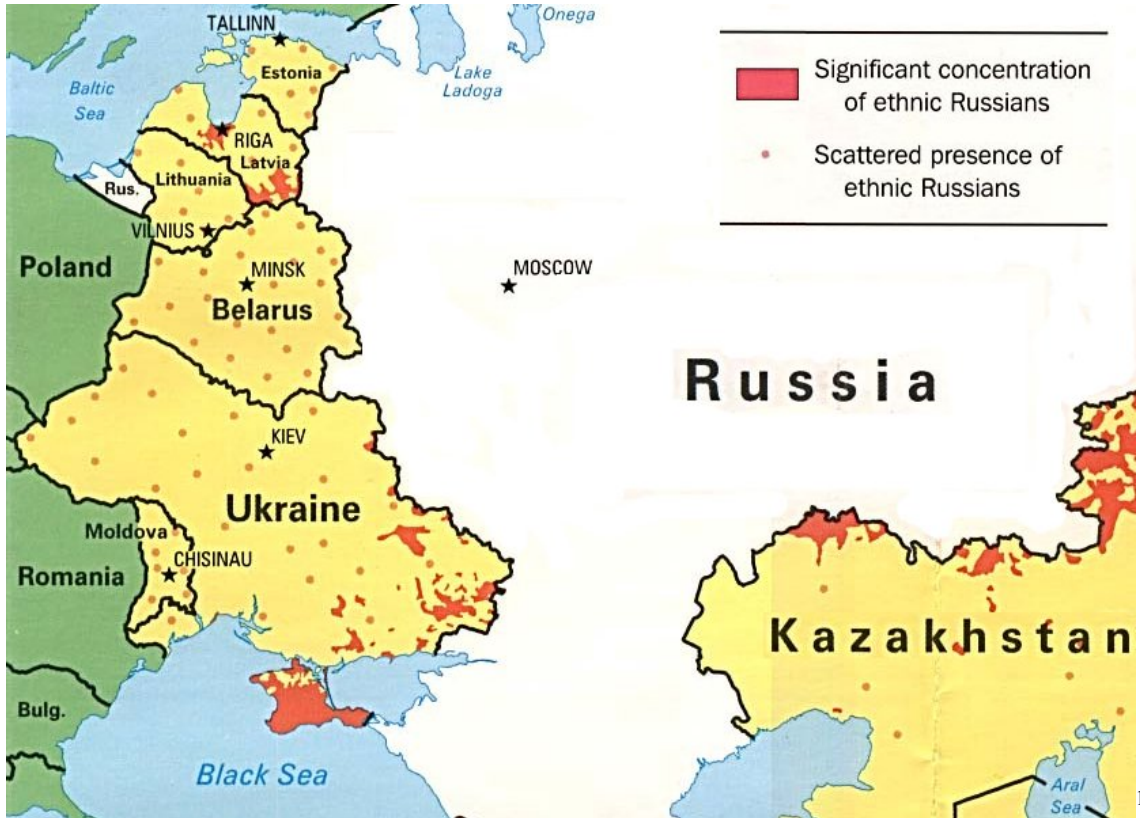 TALLINN
Onega
Estonia
Lake
Ladoga
Baltic
Sea
RIGA
Latvia
Rus.
Lithuania
VILNIUS
Poland
MINSK
Belarus
MOSCOW
Significant concentration
of ethnic Russians
Scattered presence of
ethnic Russians
Russia
KIEV
Ukraine
Moldova
CHISINAU
Romania
Kazakhstan
Bulg.
Black Sea
Aral
Sea